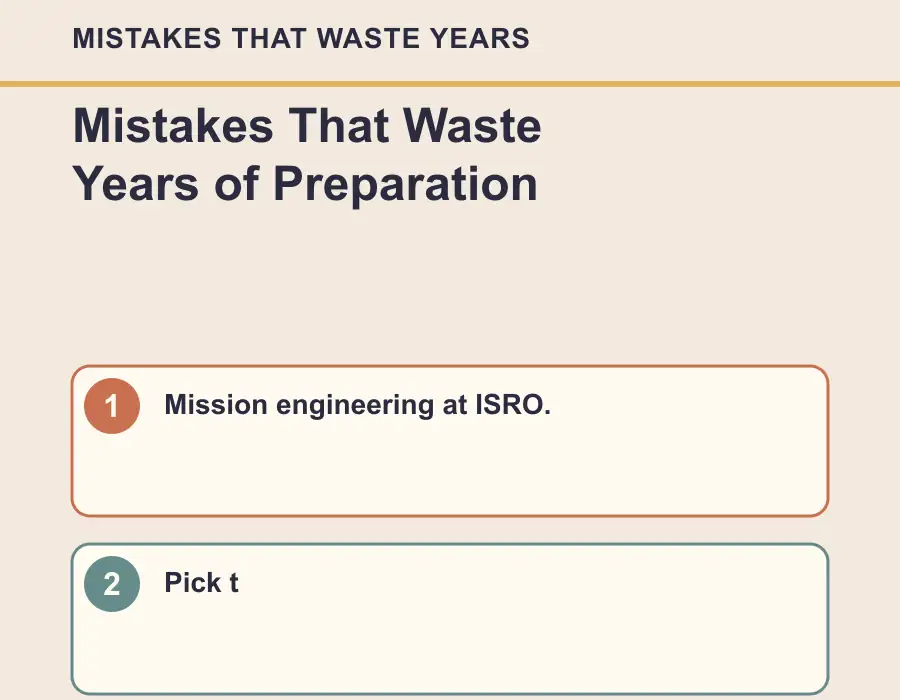 MISTAKES THAT WASTE YEARS
Mistakes That Waste
Years of Preparation
1 Mission engineering at ISRO.
2 Pick t